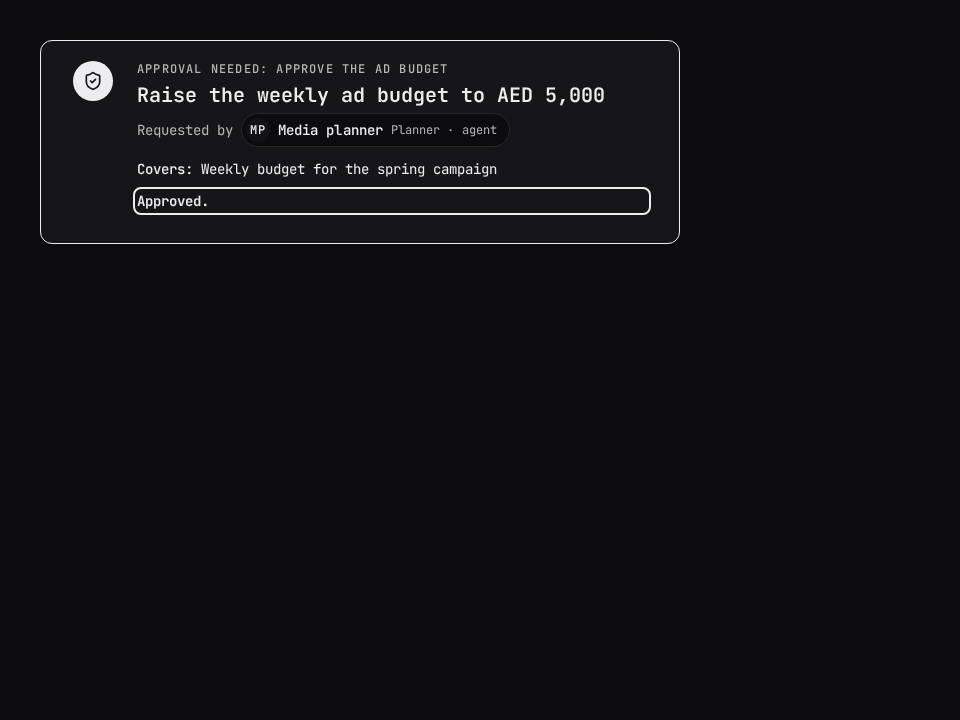 APPROVAL NEEDED: APPROVE THE AD BUDGET
Raise the weekly ad budget to AED 5,000
Requested by MP Media planner Planner · agent
Covers: Weekly budget for the spring campaign
Approved.